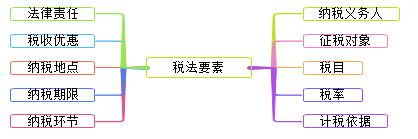 法律责任
税收优惠
纳税地点
纳税期限
纳税环节
税法要素
纳税义务人
征税对象
税目
税率
计税依据